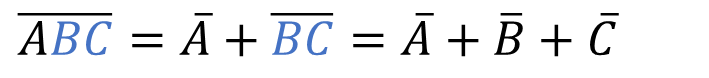 $\overline{ABC} = \bar{A} + \overline{BC} = \bar{A} + \bar{B} + \bar{C}$